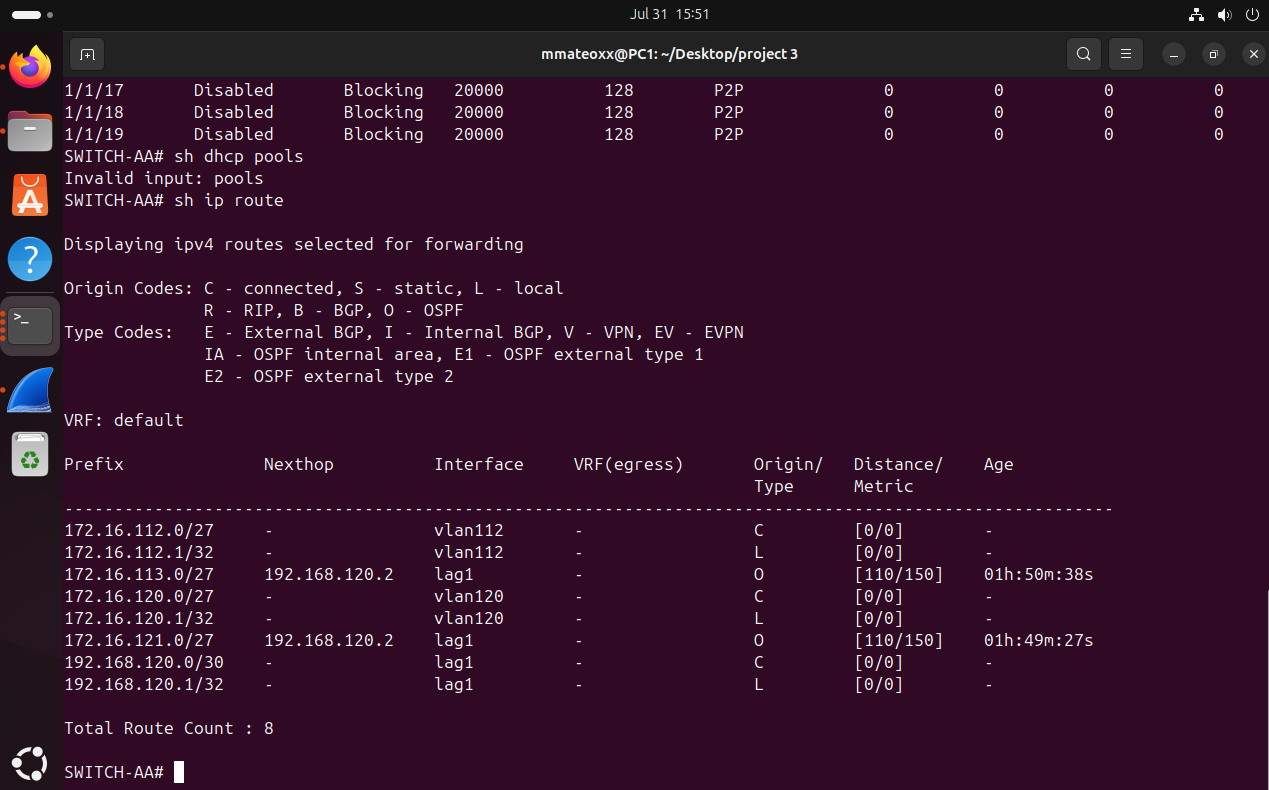 Jul 31 15:51
mmateoxx@PC1: ~/Desktop/project 3
1/1/17       Disabled       Blocking   20000          128        P2P              0          0          0          0
1/1/18       Disabled       Blocking   20000          128        P2P              0          0          0          0
1/1/19       Disabled       Blocking   20000          128        P2P              0          0          0          0
SWITCH-AA# sh dhcp pools
Invalid input: pools
SWITCH-AA# sh ip route

Displaying ipv4 routes selected for forwarding

Origin Codes: C - connected, S - static, L - local
              R - RIP, B - BGP, O - OSPF
Type Codes:   E - External BGP, I - Internal BGP, V - VPN, EV - EVPN
              IA - OSPF internal area, E1 - OSPF external type 1
              E2 - OSPF external type 2

VRF: default

Prefix              Nexthop          Interface     VRF(egress)       Origin/   Distance/    Age
                                                                     Type      Metric
---------------------------------------------------------------------------------------------------------
172.16.112.0/27     -                vlan112       -                 C         [0/0]        -
172.16.112.1/32     -                vlan112       -                 L         [0/0]        -
172.16.113.0/27     192.168.120.2    lag1          -                 O         [110/150]    01h:50m:38s
172.16.120.0/27     -                vlan120       -                 C         [0/0]        -
172.16.120.1/32     -                vlan120       -                 L         [0/0]        -
172.16.121.0/27     192.168.120.2    lag1          -                 O         [110/150]    01h:49m:27s
192.168.120.0/30    -                lag1          -                 C         [0/0]        -
192.168.120.1/32    -                lag1          -                 L         [0/0]        -

Total Route Count : 8

SWITCH-AA#